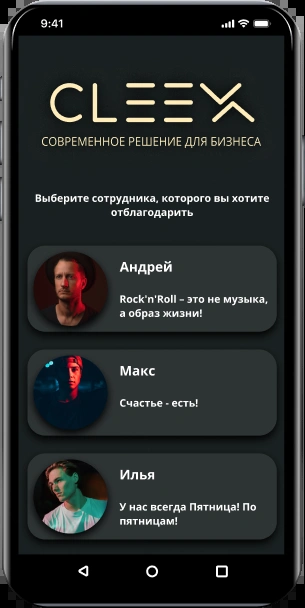 9:41
CLEEX
СОВРЕМЕННОЕ РЕШЕНИЕ ДЛЯ БИЗНЕСА
Выберите сотрудника, которого вы хотите
отблагодарить
Андрей
Rock'n'Roll – это не музыка,
а образ жизни!
Макс
Счастье - есть!
Илья
У нас всегда Пятница! По
пятницам!